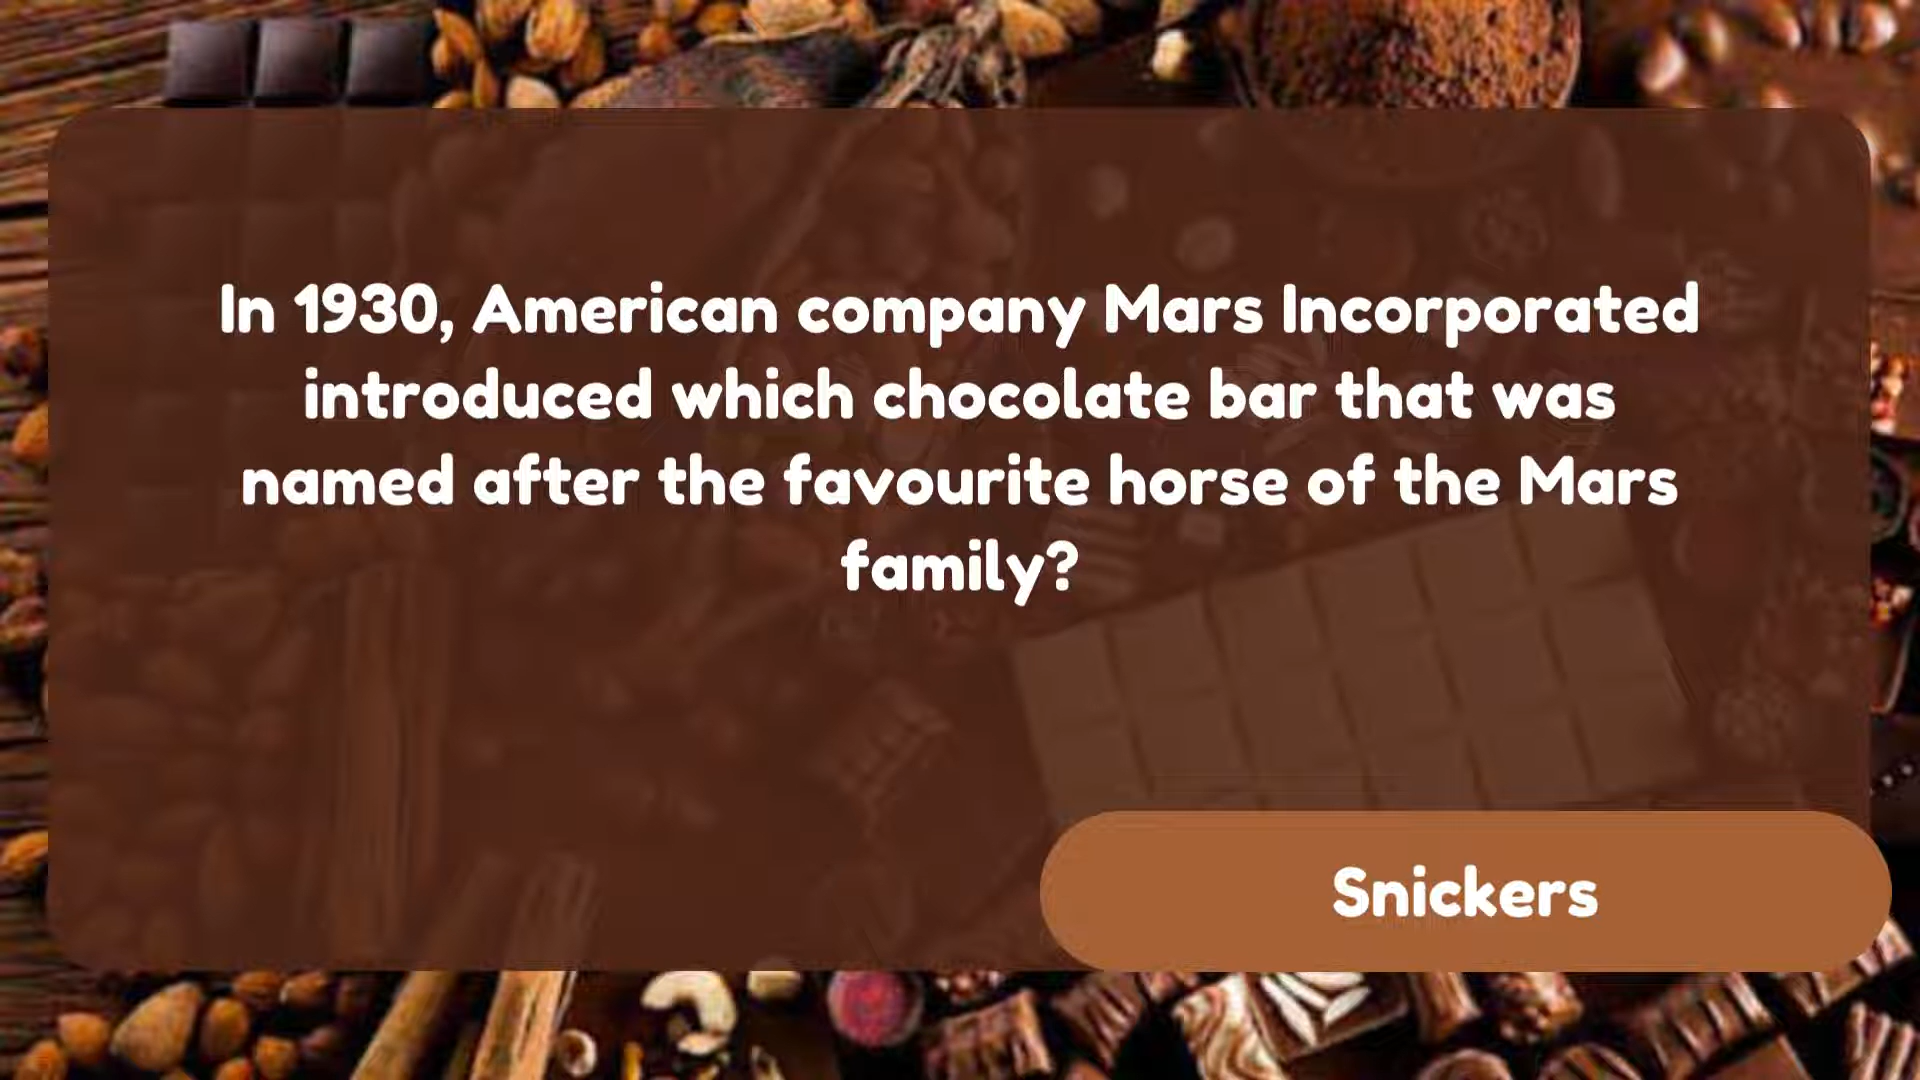 In 1930, American company Mars Incorporated
introduced which chocolate bar that was
named after the favourite horse of the Mars
family?
Snickers